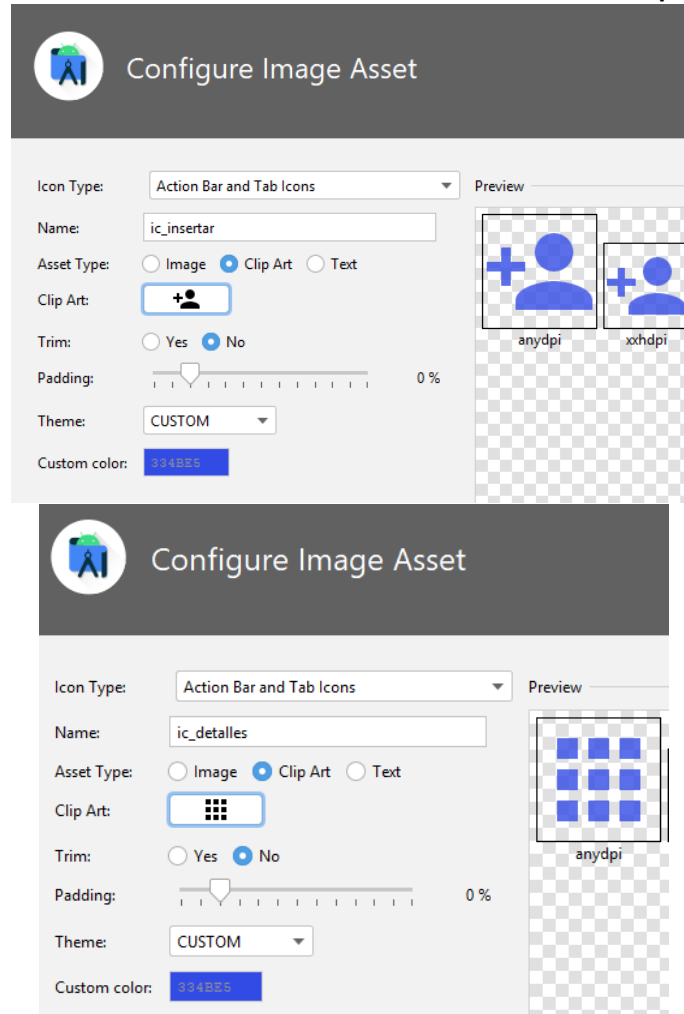 Configure Image Asset
Icon Type: Action Bar and Tab Icons Preview
Name: ic_insertar
Asset Type: Image Clip Art Text
Clip Art:
Trim: Yes No
anydpi xxhdpi
Padding: 0 %
Theme: CUSTOM
Custom color: 334BE5
Configure Image Asset
Icon Type: Action Bar and Tab Icons Preview
Name: ic_detalles
Asset Type: Image Clip Art Text
Clip Art:
Trim: Yes No
anydpi
Padding: 0 %
Theme: CUSTOM
Custom color: 334BE5